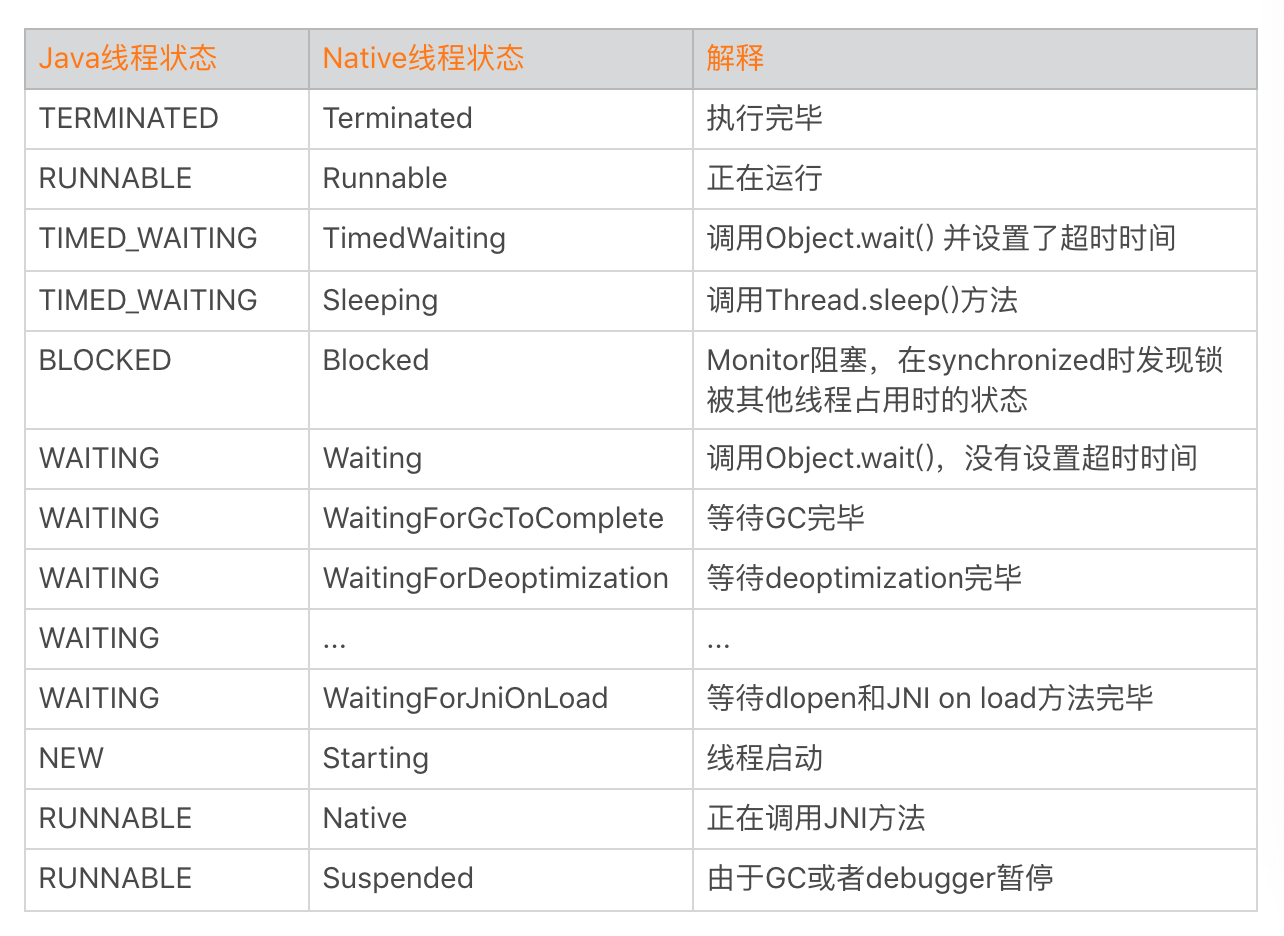 Java线程状态 Native线程状态 解释
TERMINATED Terminated 执行完毕
RUNNABLE Runnable 正在运行
TIMED_WAITING TimedWaiting 调用Object.wait() 并设置了超时时间
TIMED_WAITING Sleeping 调用Thread.sleep()方法
BLOCKED Blocked Monitor阻塞，在synchronized时发现锁
被其他线程占用时的状态
WAITING Waiting 调用Object.wait()，没有设置超时时间
WAITING WaitingForGcToComplete 等待GC完毕
WAITING WaitingForDeoptimization 等待deoptimization完毕
WAITING ... ...
WAITING WaitingForJniOnLoad 等待dlopen和JNI on load方法完毕
NEW Starting 线程启动
RUNNABLE Native 正在调用JNI方法
RUNNABLE Suspended 由于GC或者debugger暂停